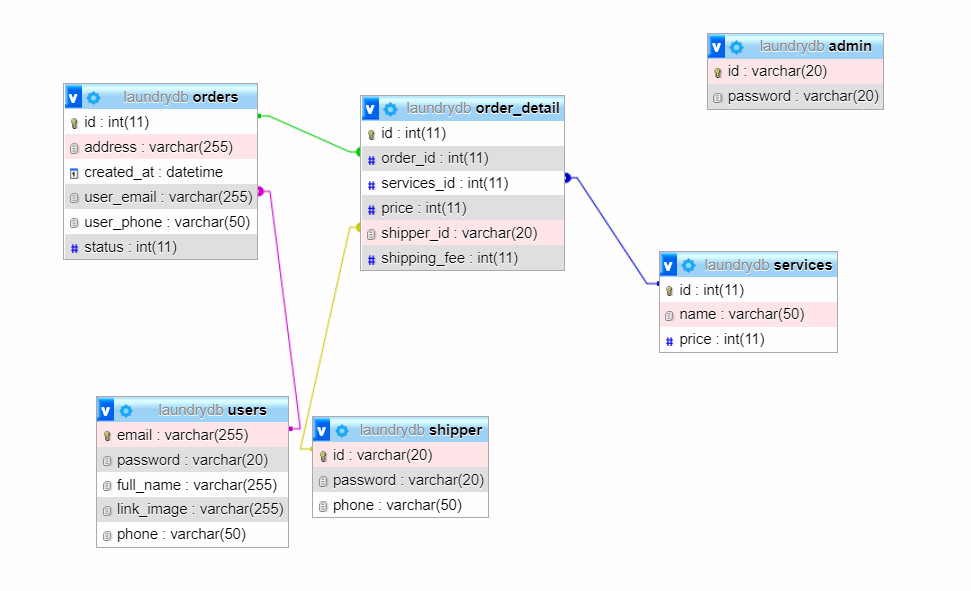 v laundrydb orders
id : int(11)
address : varchar(255)
created_at : datetime
user_email : varchar(255)
user_phone : varchar(50)
# status : int(11)
v laundrydb order_detail
id : int(11)
# order_id : int(11)
# services_id : int(11)
# price : int(11)
shipper_id : varchar(20)
# shipping_fee : int(11)
v laundrydb admin
id : varchar(20)
password : varchar(20)
v laundrydb services
id : int(11)
name : varchar(50)
# price : int(11)
v laundrydb users
email : varchar(255)
password : varchar(20)
full_name : varchar(255)
link_image : varchar(255)
phone : varchar(50)
v laundrydb shipper
id : varchar(20)
password : varchar(20)
phone : varchar(50)